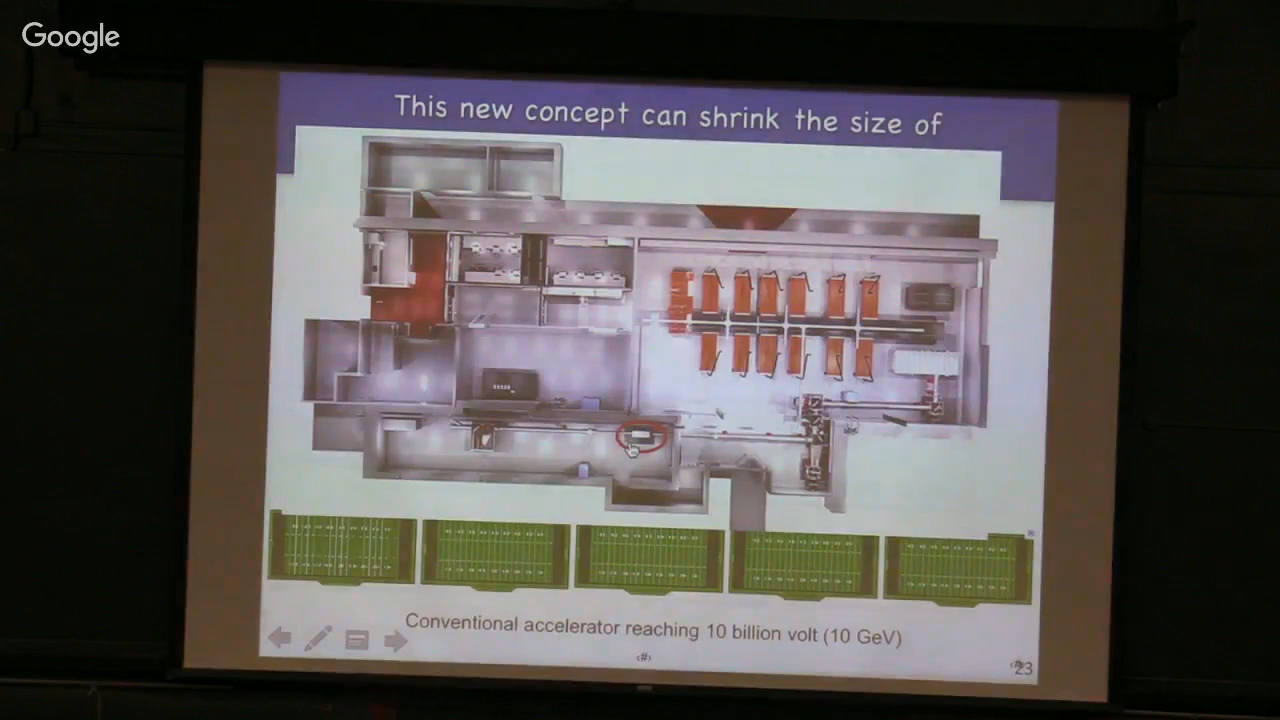 Google
This new concept can shrink the size of
Conventional accelerator reaching 10 billion volt (10 GeV)
‹#›
23